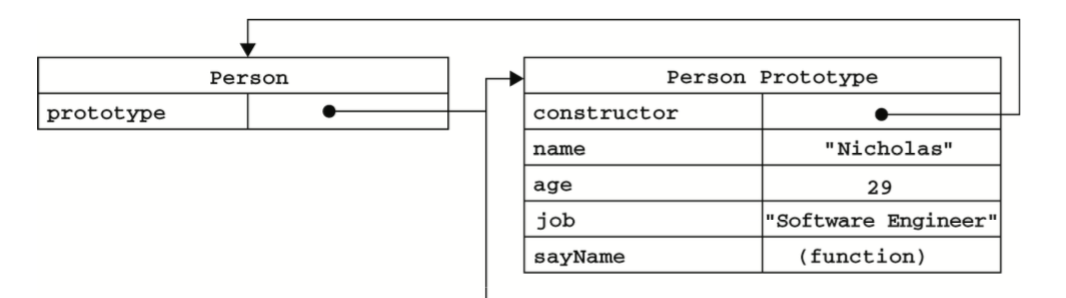 Person
prototype
Person Prototype
constructor
name "Nicholas"
age 29
job "Software Engineer"
sayName (function)